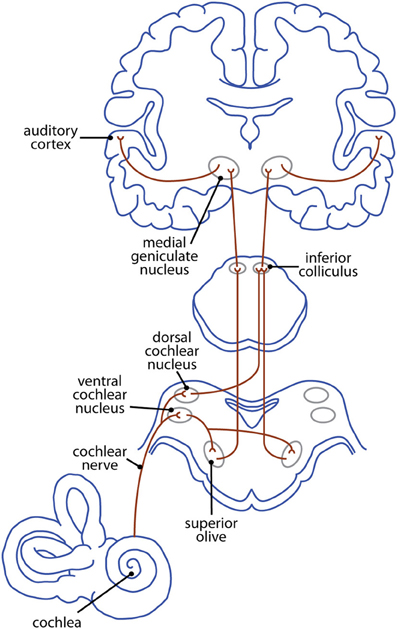 auditory
cortex
medial
geniculate
nucleus
inferior
colliculus
dorsal
cochlear
nucleus
ventral
cochlear
nucleus
cochlear
nerve
superior
olive
cochlea